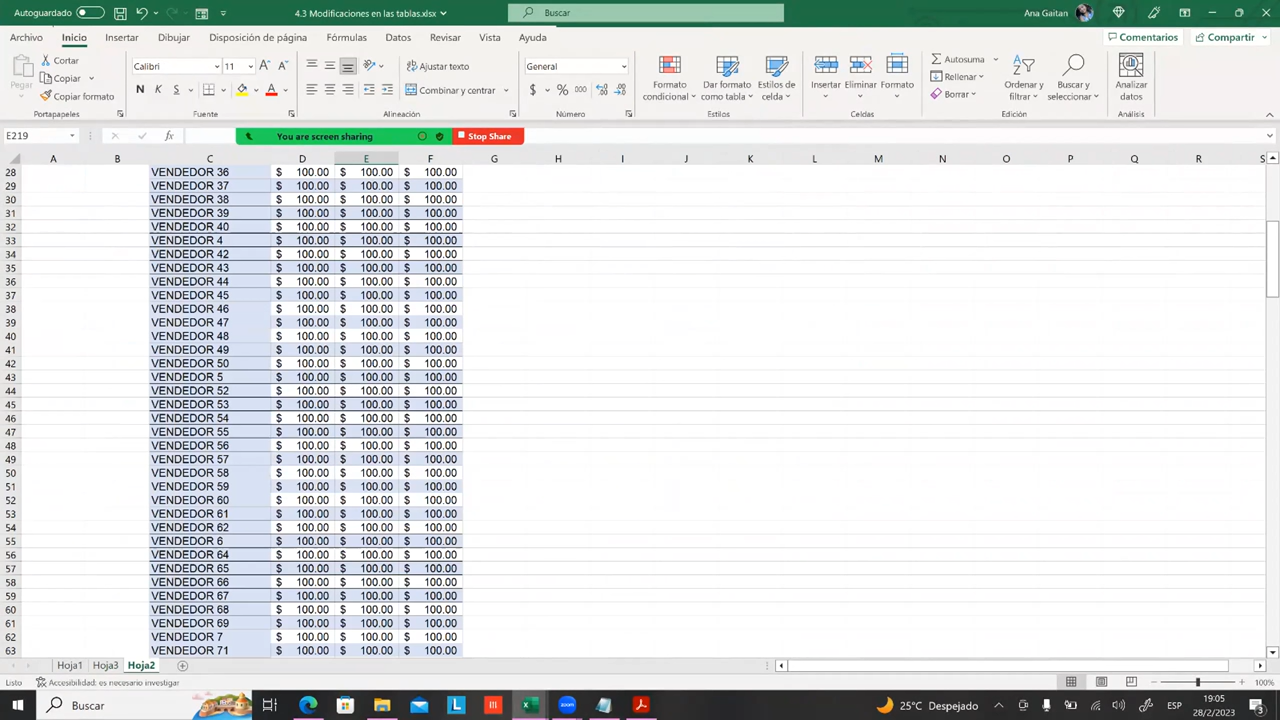 Autoguardado 4.3 Modificaciones en las tablas.xlsx Buscar Ana Gaitan
Archivo Inicio Insertar Dibujar Disposición de página Fórmulas Datos Revisar Vista Ayuda Comentarios Compartir
Pegar Cortar Copiar Copiar formato
Calibri 11
N K S
Ajustar texto
Combinar y centrar
General
$ % 000
Formato condicional Dar formato como tabla Estilos de celda
Insertar Eliminar Formato
Autosuma
Rellenar
Borrar
Ordenar y filtrar Buscar y seleccionar Analizar datos
Portapapeles Fuente Alineación Número Estilos Celdas Edición Análisis
E219 fx You are screen sharing Stop Share
A B C D E F G H I J K L M N O P Q R S
28 VENDEDOR 36 $ 100.00 $ 100.00 $ 100.00
29 VENDEDOR 37 $ 100.00 $ 100.00 $ 100.00
30 VENDEDOR 38 $ 100.00 $ 100.00 $ 100.00
31 VENDEDOR 39 $ 100.00 $ 100.00 $ 100.00
32 VENDEDOR 40 $ 100.00 $ 100.00 $ 100.00
33 VENDEDOR 4 $ 100.00 $ 100.00 $ 100.00
34 VENDEDOR 42 $ 100.00 $ 100.00 $ 100.00
35 VENDEDOR 43 $ 100.00 $ 100.00 $ 100.00
36 VENDEDOR 44 $ 100.00 $ 100.00 $ 100.00
37 VENDEDOR 45 $ 100.00 $ 100.00 $ 100.00
38 VENDEDOR 46 $ 100.00 $ 100.00 $ 100.00
39 VENDEDOR 47 $ 100.00 $ 100.00 $ 100.00
40 VENDEDOR 48 $ 100.00 $ 100.00 $ 100.00
41 VENDEDOR 49 $ 100.00 $ 100.00 $ 100.00
42 VENDEDOR 50 $ 100.00 $ 100.00 $ 100.00
43 VENDEDOR 5 $ 100.00 $ 100.00 $ 100.00
44 VENDEDOR 52 $ 100.00 $ 100.00 $ 100.00
45 VENDEDOR 53 $ 100.00 $ 100.00 $ 100.00
46 VENDEDOR 54 $ 100.00 $ 100.00 $ 100.00
47 VENDEDOR 55 $ 100.00 $ 100.00 $ 100.00
48 VENDEDOR 56 $ 100.00 $ 100.00 $ 100.00
49 VENDEDOR 57 $ 100.00 $ 100.00 $ 100.00
50 VENDEDOR 58 $ 100.00 $ 100.00 $ 100.00
51 VENDEDOR 59 $ 100.00 $ 100.00 $ 100.00
52 VENDEDOR 60 $ 100.00 $ 100.00 $ 100.00
53 VENDEDOR 61 $ 100.00 $ 100.00 $ 100.00
54 VENDEDOR 62 $ 100.00 $ 100.00 $ 100.00
55 VENDEDOR 6 $ 100.00 $ 100.00 $ 100.00
56 VENDEDOR 64 $ 100.00 $ 100.00 $ 100.00
57 VENDEDOR 65 $ 100.00 $ 100.00 $ 100.00
58 VENDEDOR 66 $ 100.00 $ 100.00 $ 100.00
59 VENDEDOR 67 $ 100.00 $ 100.00 $ 100.00
60 VENDEDOR 68 $ 100.00 $ 100.00 $ 100.00
61 VENDEDOR 69 $ 100.00 $ 100.00 $ 100.00
62 VENDEDOR 7 $ 100.00 $ 100.00 $ 100.00
63 VENDEDOR 71 $ 100.00 $ 100.00 $ 100.00
Hoja1 Hoja3 Hoja2
Listo Accesibilidad: es necesario investigar 100%
Buscar 25°C Despejado ESP 19:05
28/2/2023